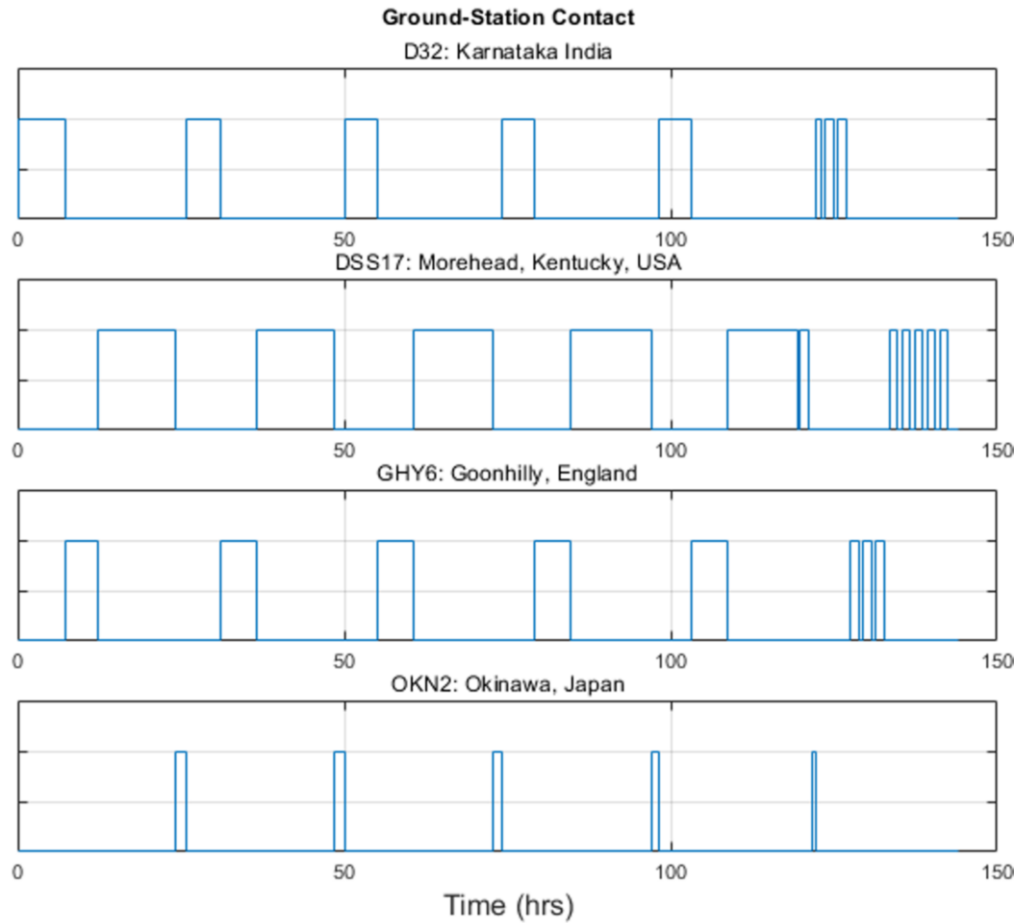 Ground-Station Contact
D32: Karnataka India
0 50 100 150
DSS17: Morehead, Kentucky, USA
0 50 100 150
GHY6: Goonhilly, England
0 50 100 150
OKN2: Okinawa, Japan
0 50 100 150
Time (hrs)